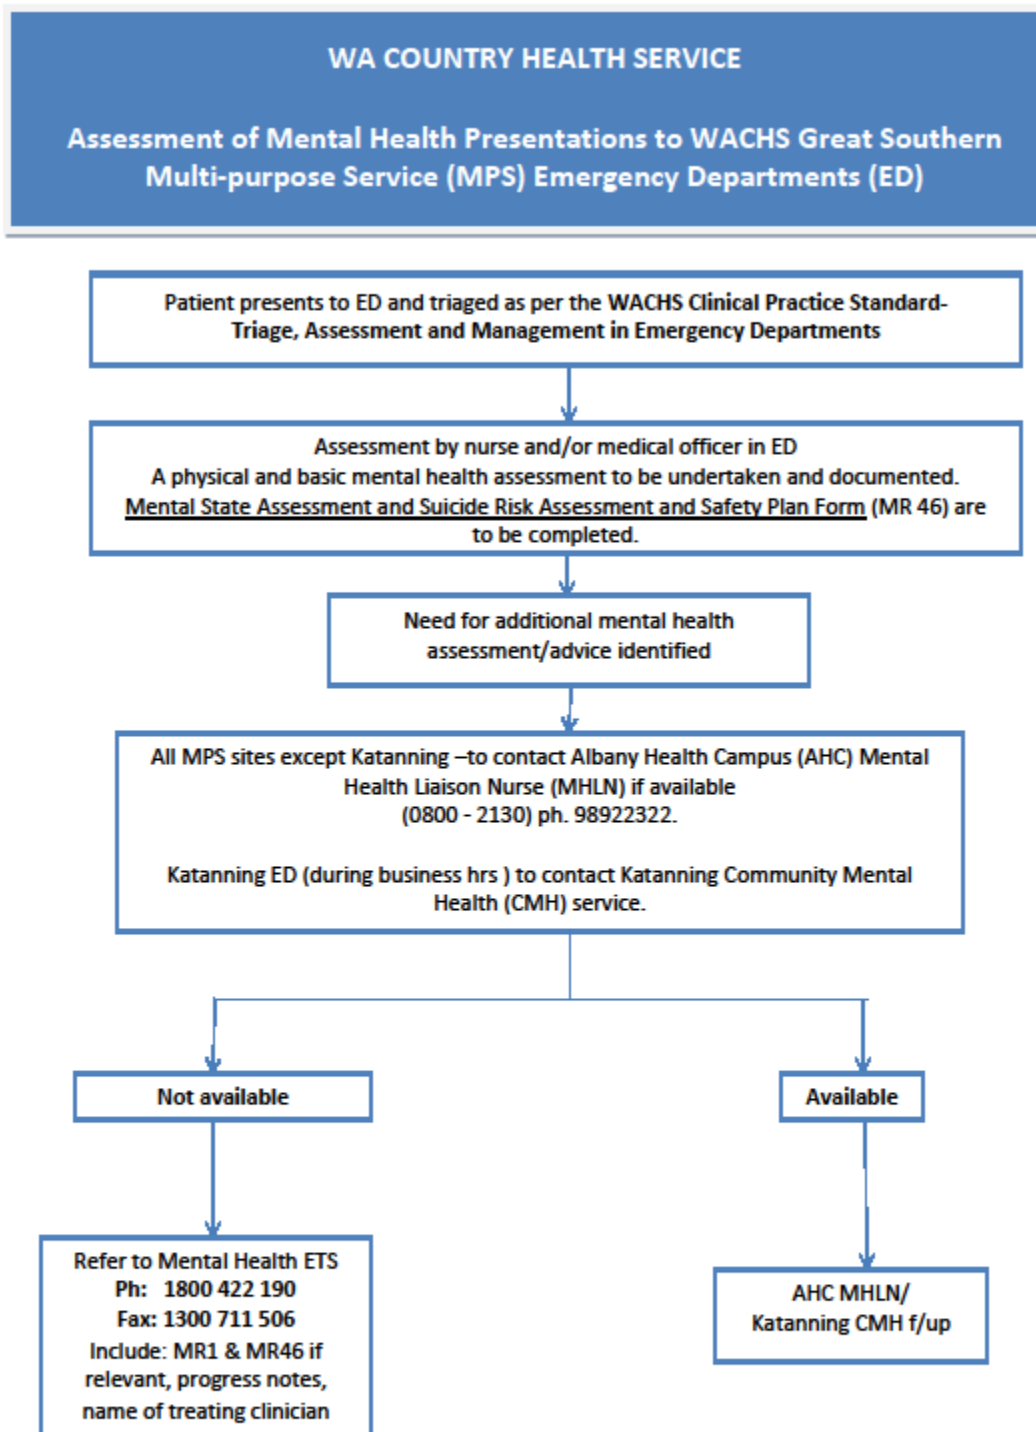 WA COUNTRY HEALTH SERVICE
Assessment of Mental Health Presentations to WACHS Great Southern
Multi-purpose Service (MPS) Emergency Departments (ED)
Patient presents to ED and triaged as per the WACHS Clinical Practice Standard-
Triage, Assessment and Management in Emergency Departments
Assessment by nurse and/or medical officer in ED
A physical and basic mental health assessment to be undertaken and documented.
Mental State Assessment and Suicide Risk Assessment and Safety Plan Form (MR 46) are
to be completed.
Need for additional mental health
assessment/advice identified
All MPS sites except Katanning –to contact Albany Health Campus (AHC) Mental
Health Liaison Nurse (MHLN) if available
(0800 - 2130) ph. 98922322.
Katanning ED (during business hrs ) to contact Katanning Community Mental
Health (CMH) service.
Not available
Available
Refer to Mental Health ETS
Ph: 1800 422 190
Fax: 1300 711 506
Include: MR1 & MR46 if
relevant, progress notes,
name of treating clinician
AHC MHLN/
Katanning CMH f/up